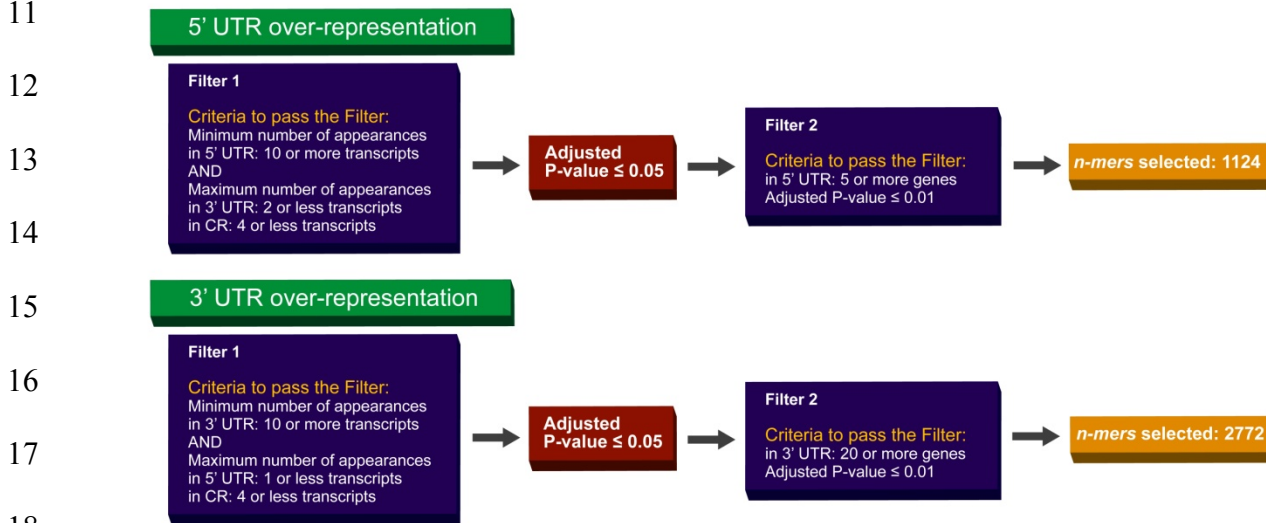 11
5' UTR over-representation
12
Filter 1
Criteria to pass the Filter:
Minimum number of appearances
in 5' UTR: 10 or more transcripts
AND
Maximum number of appearances
in 3' UTR: 2 or less transcripts
in CR: 4 or less transcripts
13
Adjusted
P-value ≤ 0.05
Filter 2
Criteria to pass the Filter:
in 5' UTR: 5 or more genes
Adjusted P-value ≤ 0.01
n-mers selected: 1124
14
15
3' UTR over-representation
16
Filter 1
Criteria to pass the Filter:
Minimum number of appearances
in 3' UTR: 10 or more transcripts
AND
Maximum number of appearances
in 5' UTR: 1 or less transcripts
in CR: 4 or less transcripts
17
Adjusted
P-value ≤ 0.05
Filter 2
Criteria to pass the Filter:
in 3' UTR: 20 or more genes
Adjusted P-value ≤ 0.01
n-mers selected: 2772
18